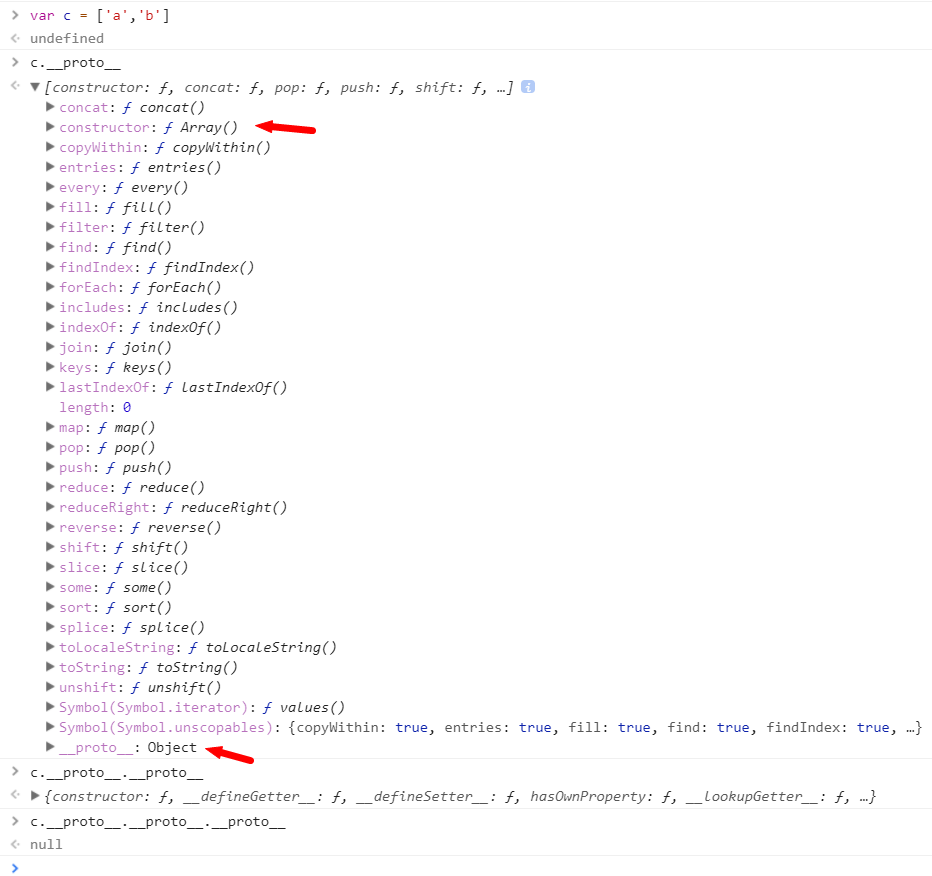 > var c = ['a','b']
undefined
> c.__proto__
[constructor: ƒ, concat: ƒ, pop: ƒ, push: ƒ, shift: ƒ, …] i
concat: ƒ concat()
constructor: ƒ Array()
copyWithin: ƒ copyWithin()
entries: ƒ entries()
every: ƒ every()
fill: ƒ fill()
filter: ƒ filter()
find: ƒ find()
findIndex: ƒ findIndex()
forEach: ƒ forEach()
includes: ƒ includes()
indexOf: ƒ indexOf()
join: ƒ join()
keys: ƒ keys()
lastIndexOf: ƒ lastIndexOf()
length: 0
map: ƒ map()
pop: ƒ pop()
push: ƒ push()
reduce: ƒ reduce()
reduceRight: ƒ reduceRight()
reverse: ƒ reverse()
shift: ƒ shift()
slice: ƒ slice()
some: ƒ some()
sort: ƒ sort()
splice: ƒ splice()
toLocaleString: ƒ toLocaleString()
toString: ƒ toString()
unshift: ƒ unshift()
Symbol(Symbol.iterator): ƒ values()
Symbol(Symbol.unscopables): {copyWithin: true, entries: true, fill: true, find: true, findIndex: true, …}
__proto__: Object
> c.__proto__.__proto__
{constructor: ƒ, __defineGetter__: ƒ, __defineSetter__: ƒ, hasOwnProperty: ƒ, __lookupGetter__: ƒ, …}
> c.__proto__.__proto__.__proto__
null
>